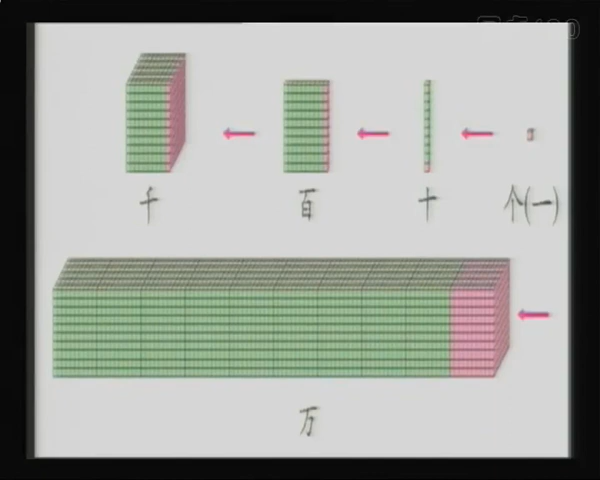 千 百 十 个(一)
万